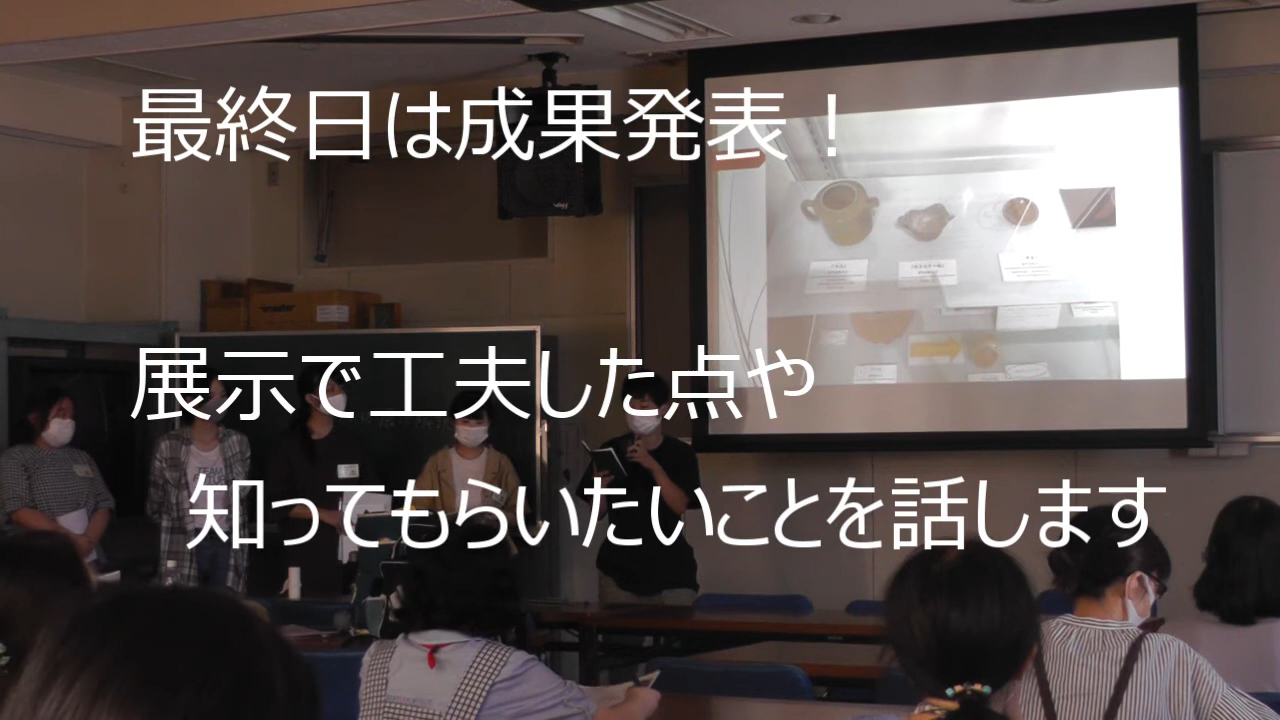 最終日は成果発表！
展示で工夫した点や
知ってもらいたいことを話します